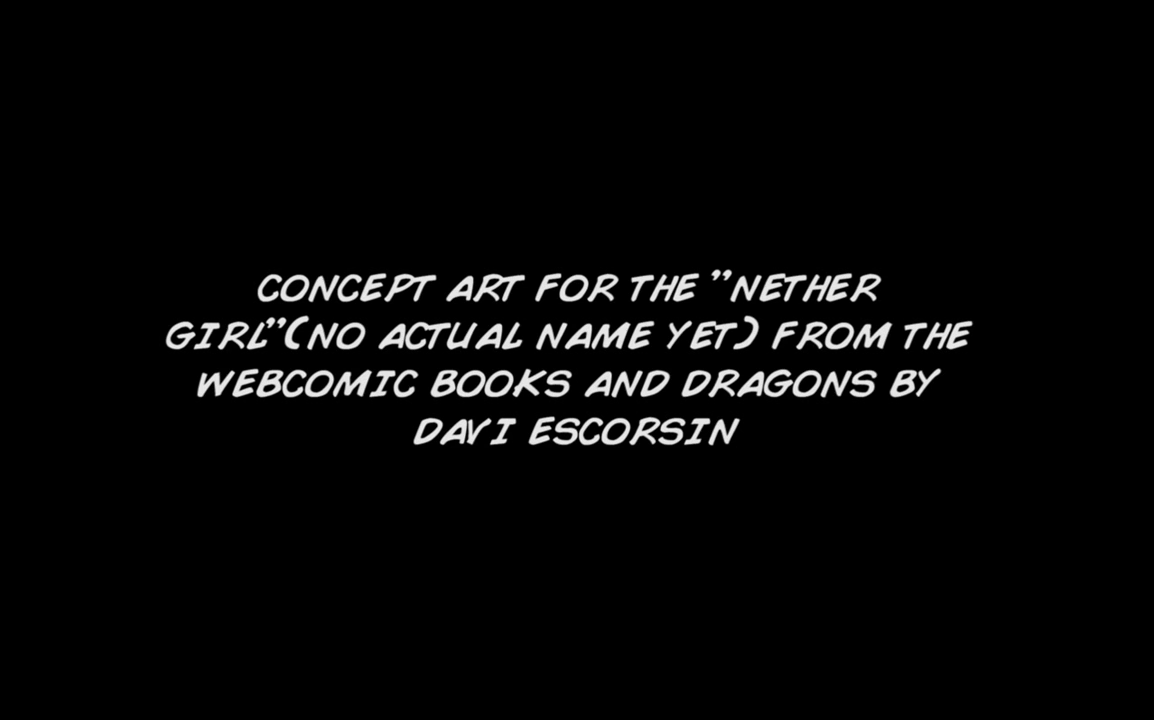 CONCEPT ART FOR THE "NETHER
GIRL"(NO ACTUAL NAME YET) FROM THE
WEBCOMIC BOOKS AND DRAGONS BY
DAVI ESCORSIN